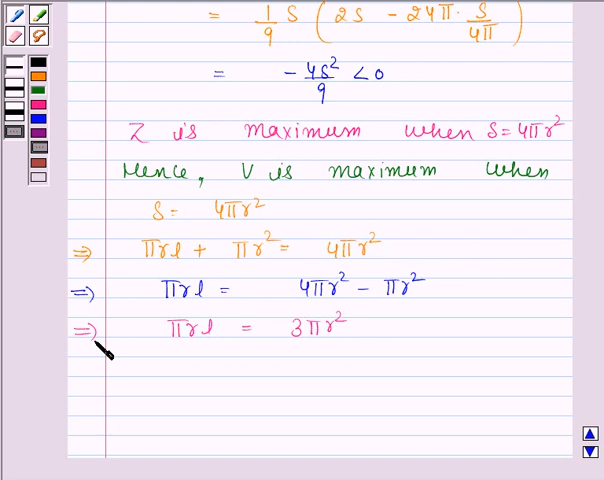 = 1/9 S ( 2S - 24π · S/4π )
= - 4S²/9 < 0
Z is maximum when S = 4πr²
Hence, V is maximum when
S = 4πr²
⇒ πrl + πr² = 4πr²
⇒ πrl = 4πr² - πr²
⇒ πrl = 3πr²